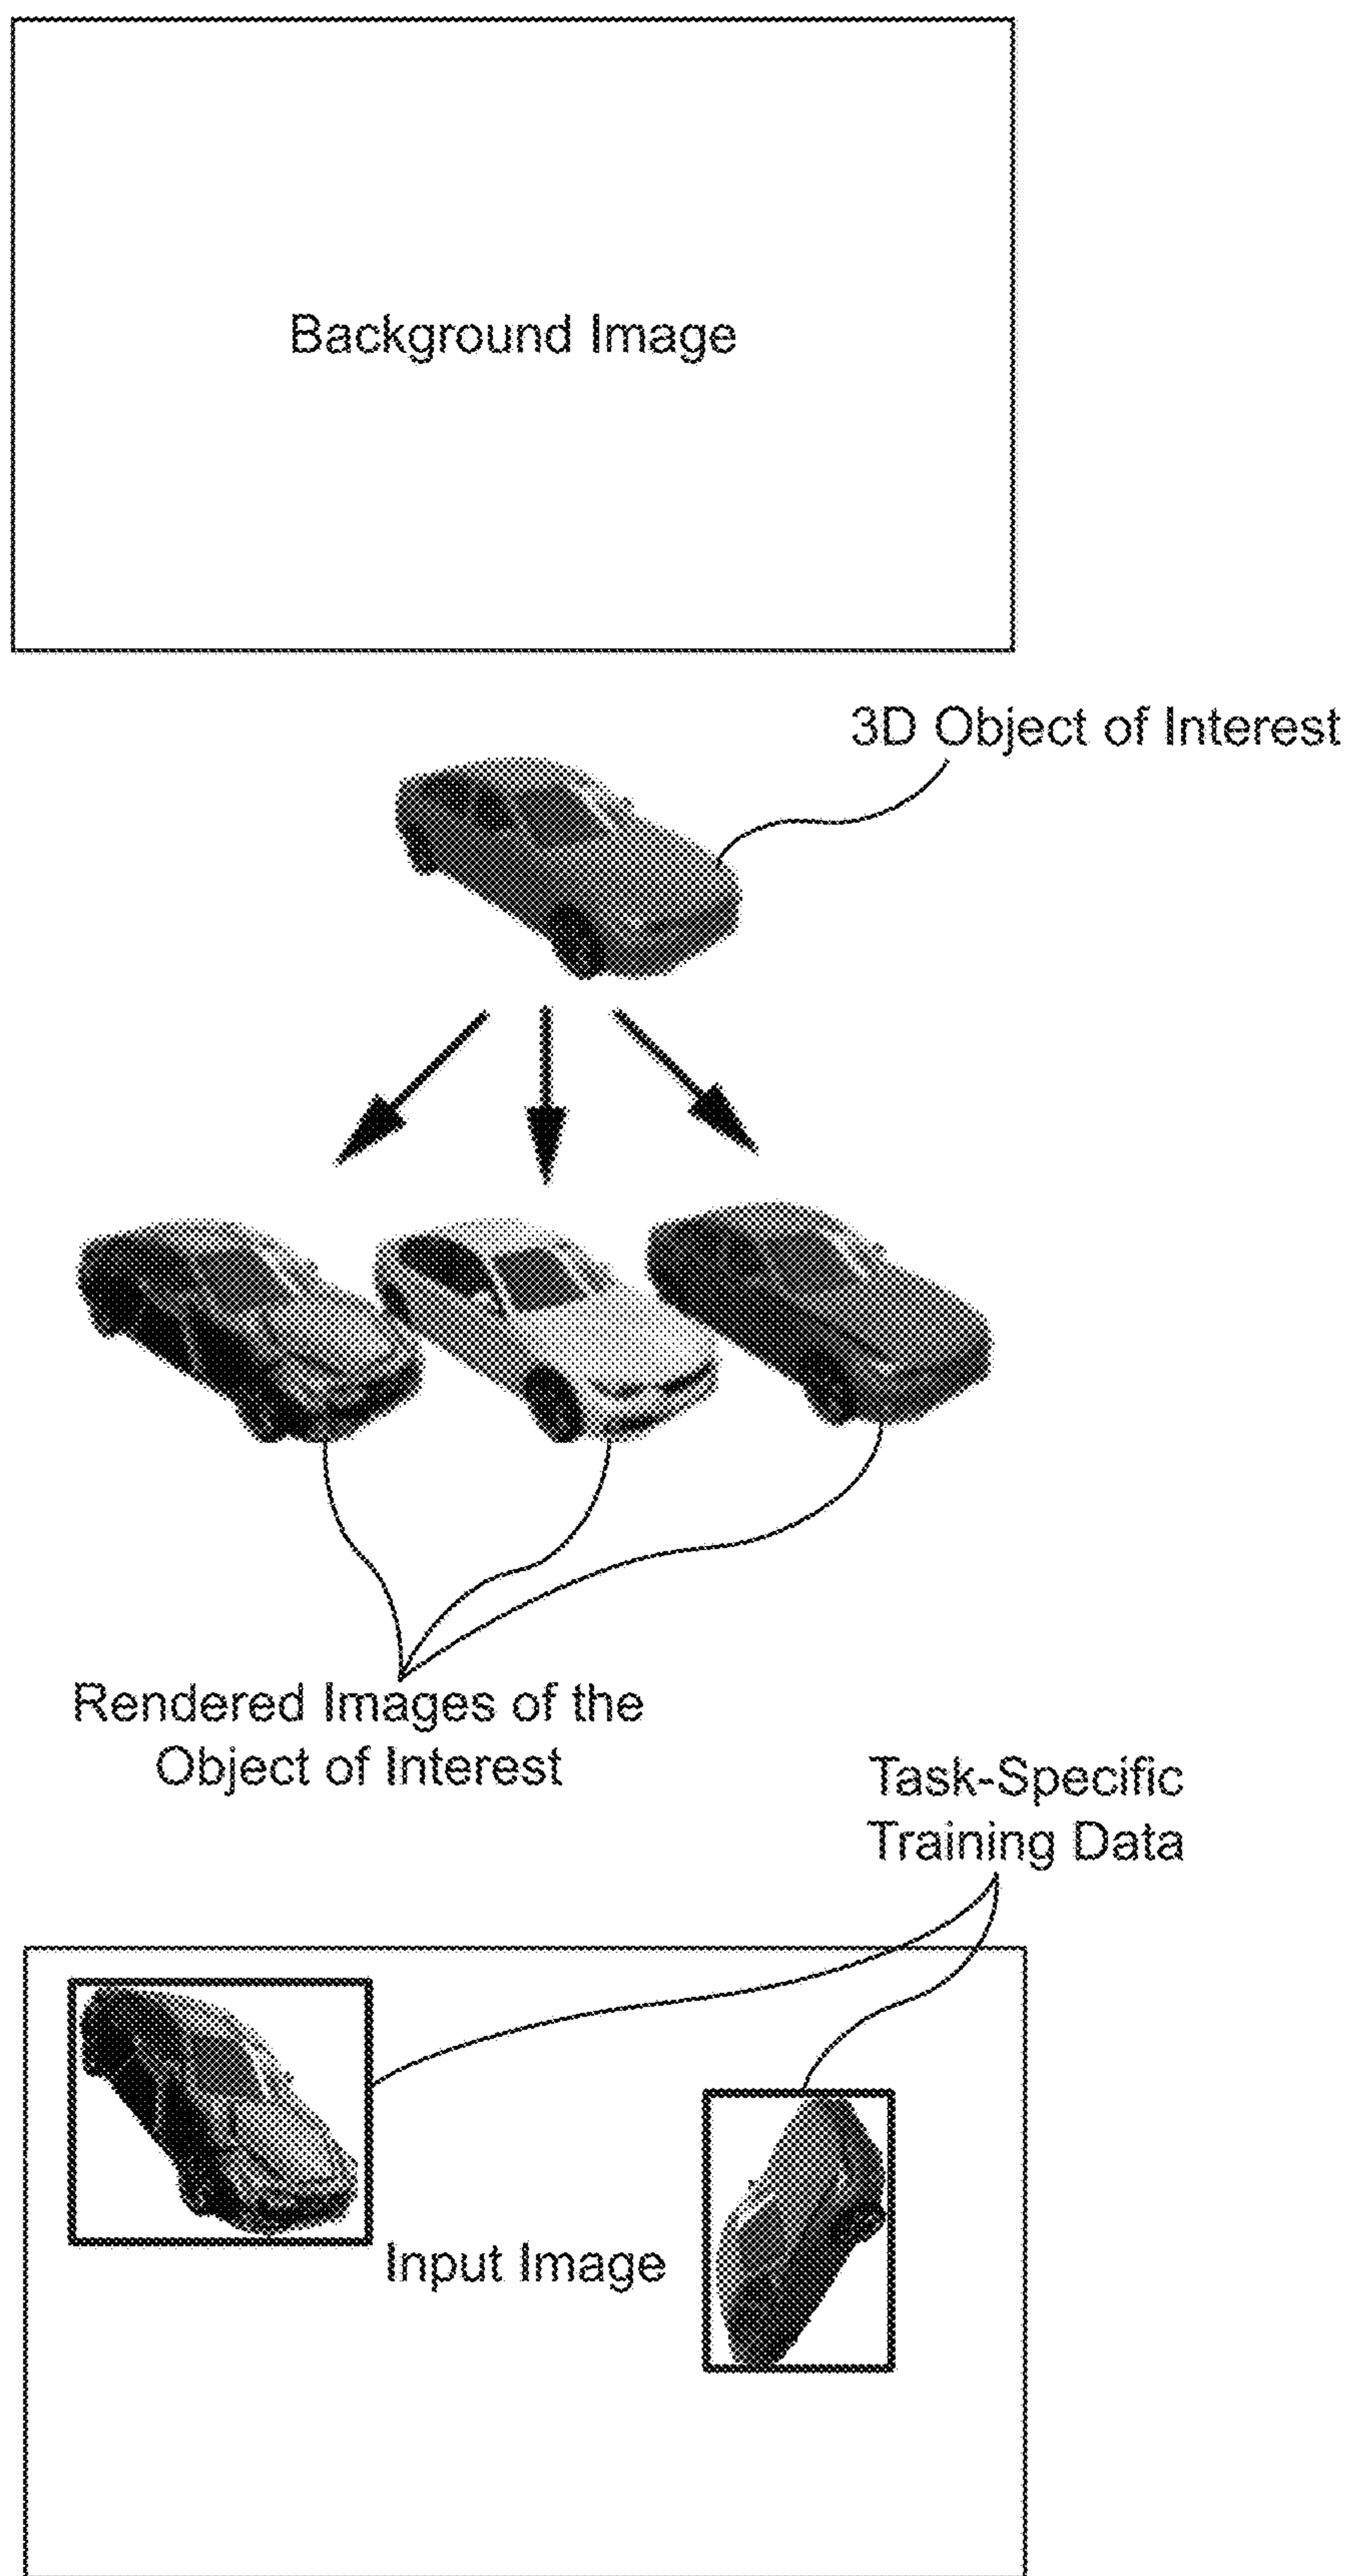 Background Image
3D Object of Interest
Rendered Images of the
Object of Interest
Task-Specific
Training Data
Input Image